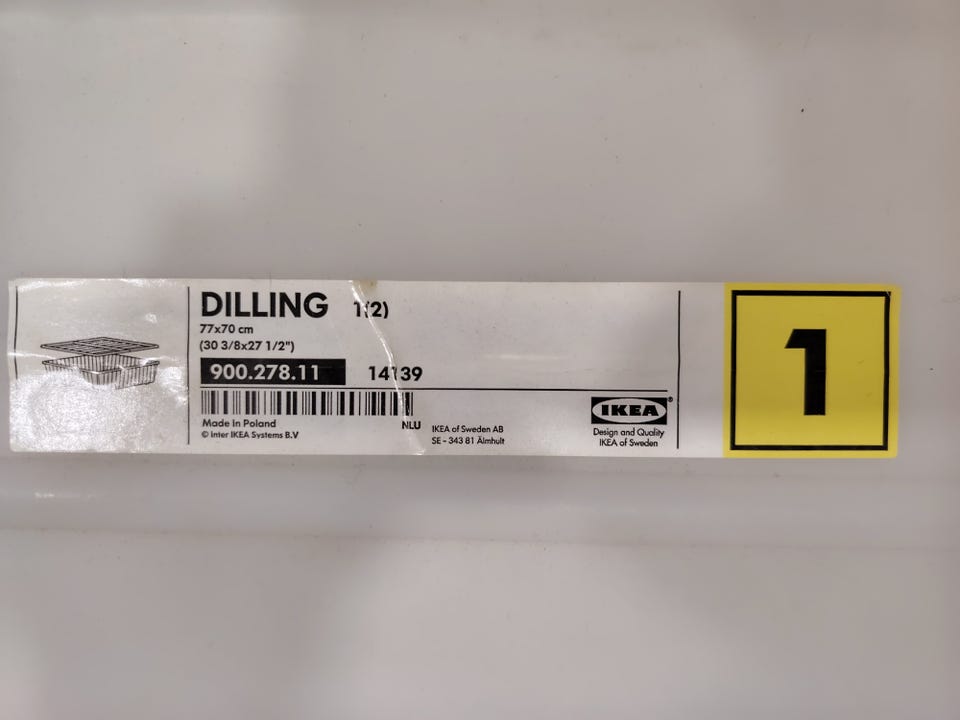 DILLING 1(2)
77x70 cm
(30 3/8x27 1/2")
900.278.11 14139
Made in Poland
© Inter IKEA Systems B.V
NLU
IKEA of Sweden AB
SE - 343 81 Älmhult
IKEA®
Design and Quality
IKEA of Sweden
1